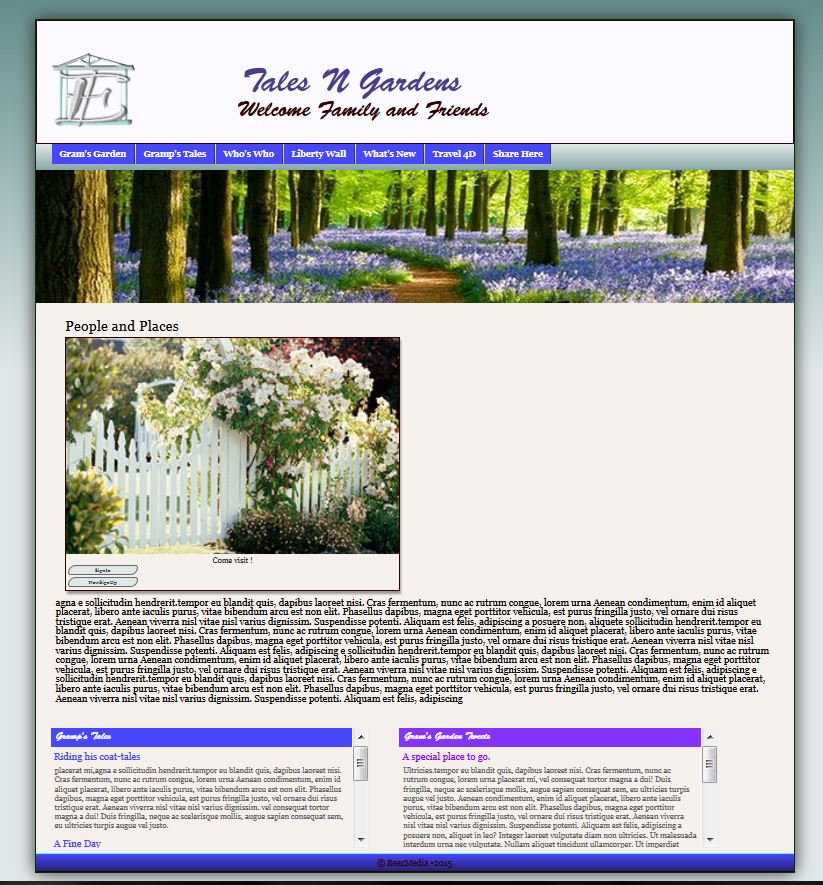 Tales N Gardens
Welcome Family and Friends
Gram's Garden Gramp's Tales Who's Who Liberty Wall What's New Travel 4D Share Here
People and Places
Come visit !
SignIn
NewSignUp
agna e sollicitudin hendrerit.tempor eu blandit quis, dapibus laoreet nisi. Cras fermentum, nunc ac rutrum congue, lorem urna Aenean condimentum, enim id aliquet
placerat, libero ante iaculis purus, vitae bibendum arcu est non elit. Phasellus dapibus, magna eget porttitor vehicula, est purus fringilla justo, vel ornare dui risus
tristique erat. Aenean viverra nisl vitae nisl varius dignissim. Suspendisse potenti. Aliquam est felis, adipiscing a posuere non, aliquete sollicitudin hendrerit.tempor eu
blandit quis, dapibus laoreet nisi. Cras fermentum, nunc ac rutrum congue, lorem urna Aenean condimentum, enim id aliquet placerat, libero ante iaculis purus, vitae
bibendum arcu est non elit. Phasellus dapibus, magna eget porttitor vehicula, est purus fringilla justo, vel ornare dui risus tristique erat. Aenean viverra nisl vitae nisl
varius dignissim. Suspendisse potenti. Aliquam est felis, adipiscing e sollicitudin hendrerit.tempor eu blandit quis, dapibus laoreet nisi. Cras fermentum, nunc ac rutrum
congue, lorem urna Aenean condimentum, enim id aliquet placerat, libero ante iaculis purus, vitae bibendum arcu est non elit. Phasellus dapibus, magna eget porttitor
vehicula, est purus fringilla justo, vel ornare dui risus tristique erat. Aenean viverra nisl vitae nisl varius dignissim. Suspendisse potenti. Aliquam est felis, adipiscing e
sollicitudin hendrerit.tempor eu blandit quis, dapibus laoreet nisi. Cras fermentum, nunc ac rutrum congue, lorem urna Aenean condimentum, enim id aliquet placerat,
libero ante iaculis purus, vitae bibendum arcu est non elit. Phasellus dapibus, magna eget porttitor vehicula, est purus fringilla justo, vel ornare dui risus tristique erat.
Aenean viverra nisl vitae nisl varius dignissim. Suspendisse potenti. Aliquam est felis, adipiscing
Gramp's Tales
Riding his coat-tales
placerat mi,agna e sollicitudin hendrerit.tempor eu blandit quis, dapibus laoreet nisi.
Cras fermentum, nunc ac rutrum congue, lorem urna Aenean condimentum, enim id
aliquet placerat, libero ante iaculis purus, vitae bibendum arcu est non elit. Phasellus
dapibus, magna eget porttitor vehicula, est purus fringilla justo, vel ornare dui risus
tristique erat. Aenean viverra nisl vitae nisl varius dignissim. vel consequat tortor
magna a dui! Duis fringilla, neque ac scelerisque mollis, augue sapien consequat sem,
eu ultricies turpis augue vel justo.
A Fine Day
Gram's Garden Tweets
A special place to go.
Ultricies.tempor eu blandit quis, dapibus laoreet nisi. Cras fermentum, nunc ac
rutrum congue, lorem urna placerat mi, vel consequat tortor magna a dui! Duis
fringilla, neque ac scelerisque mollis, augue sapien consequat sem, eu ultricies turpis
augue vel justo. Aenean condimentum, enim id aliquet placerat, libero ante iaculis
purus, vitae bibendum arcu est non elit. Phasellus dapibus, magna eget porttitor
vehicula, est purus fringilla justo, vel ornare dui risus tristique erat. Aenean viverra
nisl vitae nisl varius dignissim. Suspendisse potenti. Aliquam est felis, adipiscing a
posuere non, aliquet in leo? Integer laoreet vulputate diam non ultrices. Ut malesuada
interdum arcu nec vulputate. Nullam aliquet tincidunt ullamcorper. Ut imperdiet
© BeezMedia •2015